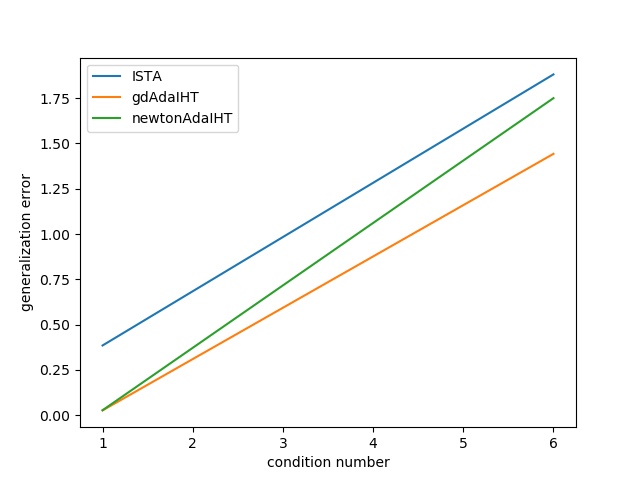 ISTA
gdAdaIHT
newtonAdaIHT
generalization error
1.75
1.50
1.25
1.00
0.75
0.50
0.25
0.00
1 2 3 4 5 6
condition number